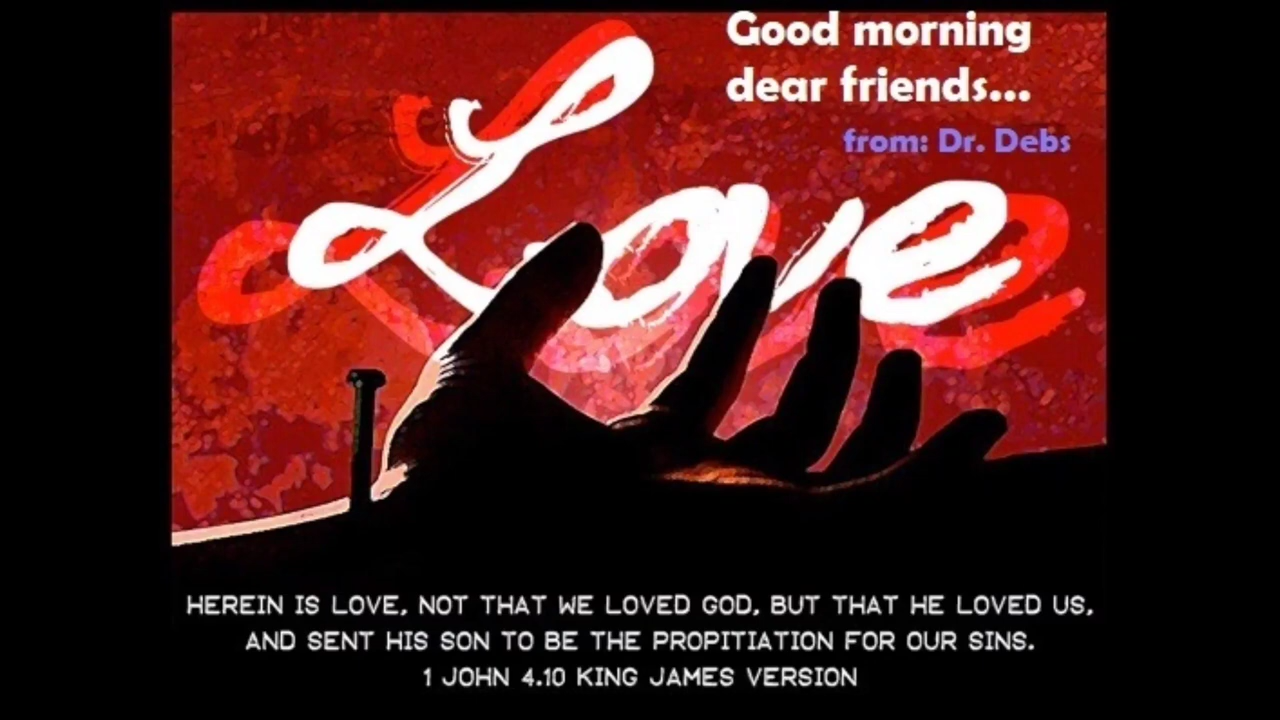 Good morning
dear friends...
from: Dr. Debs
Love
HEREIN IS LOVE, NOT THAT WE LOVED GOD, BUT THAT HE LOVED US,
AND SENT HIS SON TO BE THE PROPITIATION FOR OUR SINS.
1 JOHN 4.10 KING JAMES VERSION